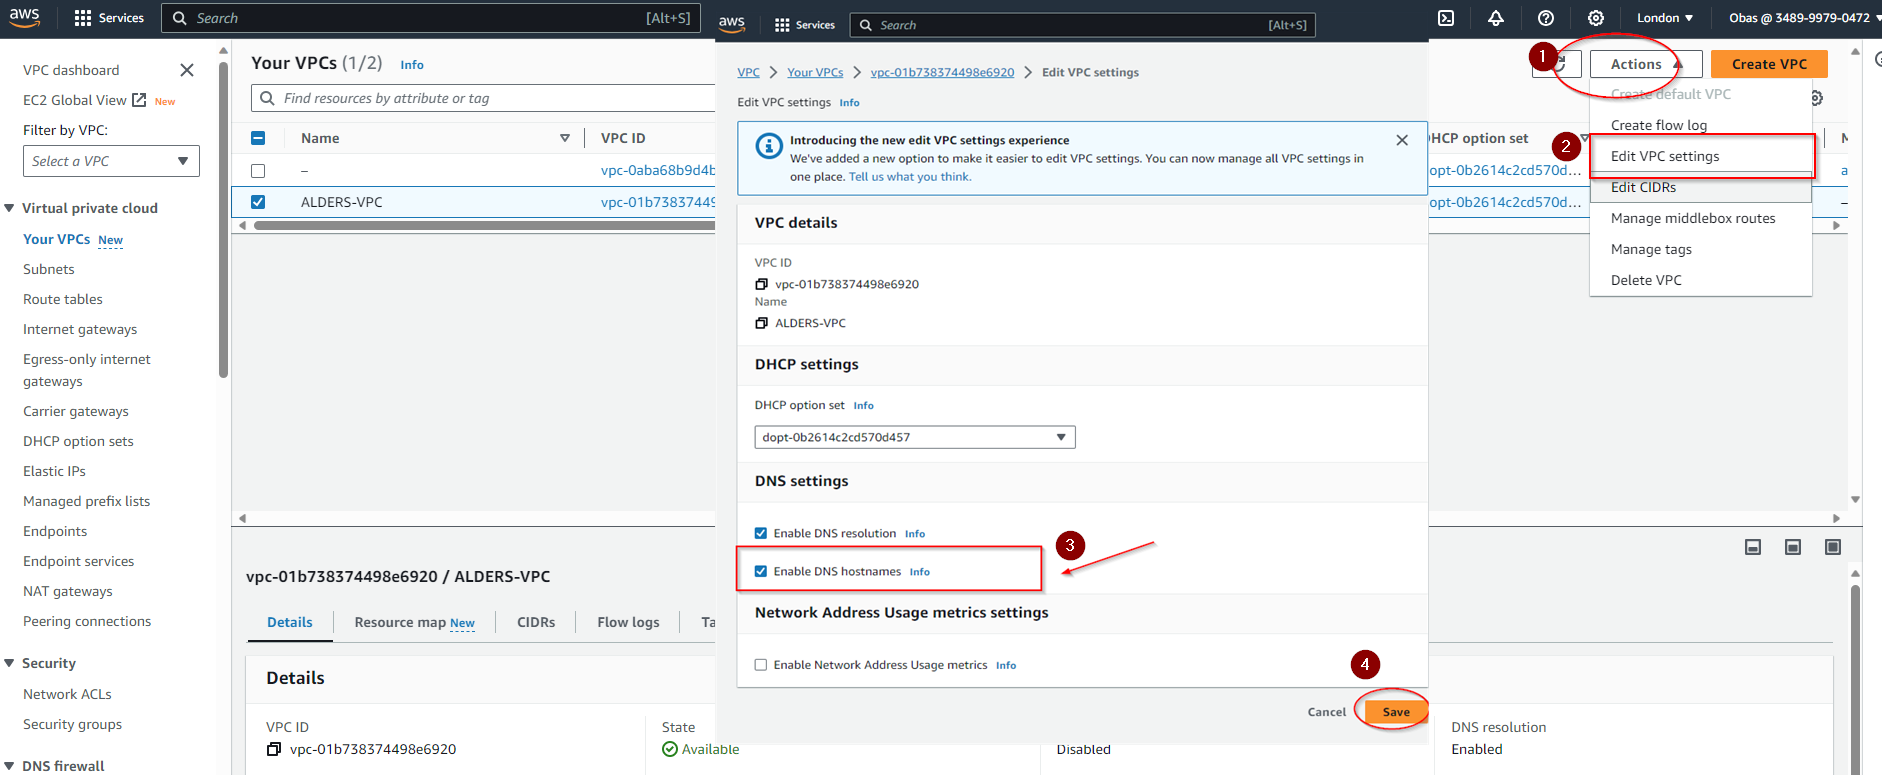 aws
Services
Search
[Alt+S]
aws
Services
Search
[Alt+S]
London
Obas @ 3489-9979-0472
VPC dashboard
EC2 Global View
New
Filter by VPC:
Select a VPC
Virtual private cloud
Your VPCs New
Subnets
Route tables
Internet gateways
Egress-only internet
gateways
Carrier gateways
DHCP option sets
Elastic IPs
Managed prefix lists
Endpoints
Endpoint services
NAT gateways
Peering connections
Security
Network ACLs
Security groups
DNS firewall
Your VPCs (1/2) Info
Find resources by attribute or tag
Name
VPC ID
–
vpc-0aba68b9d4b
ALDERS-VPC
vpc-01b7383744
vpc-01b738374498e6920 / ALDERS-VPC
Details
Resource map New
CIDRs
Flow logs
Ta
Details
VPC ID
vpc-01b738374498e6920
State
Available
Disabled
DNS resolution
Enabled
VPC > Your VPCs > vpc-01b738374498e6920 > Edit VPC settings
Edit VPC settings Info
Introducing the new edit VPC settings experience
We've added a new option to make it easier to edit VPC settings. You can now manage all VPC settings in
one place. Tell us what you think.
VPC details
VPC ID
vpc-01b738374498e6920
Name
ALDERS-VPC
DHCP settings
DHCP option set Info
dopt-0b2614c2cd570d457
DNS settings
Enable DNS resolution Info
Enable DNS hostnames Info
3
Network Address Usage metrics settings
Enable Network Address Usage metrics Info
4
Cancel
Save
1
Actions
Create VPC
Create default VPC
Create flow log
2
Edit VPC settings
Edit CIDRs
Manage middlebox routes
Manage tags
Delete VPC
HCP option set
opt-0b2614c2cd570d...
opt-0b2614c2cd570d...
a
–